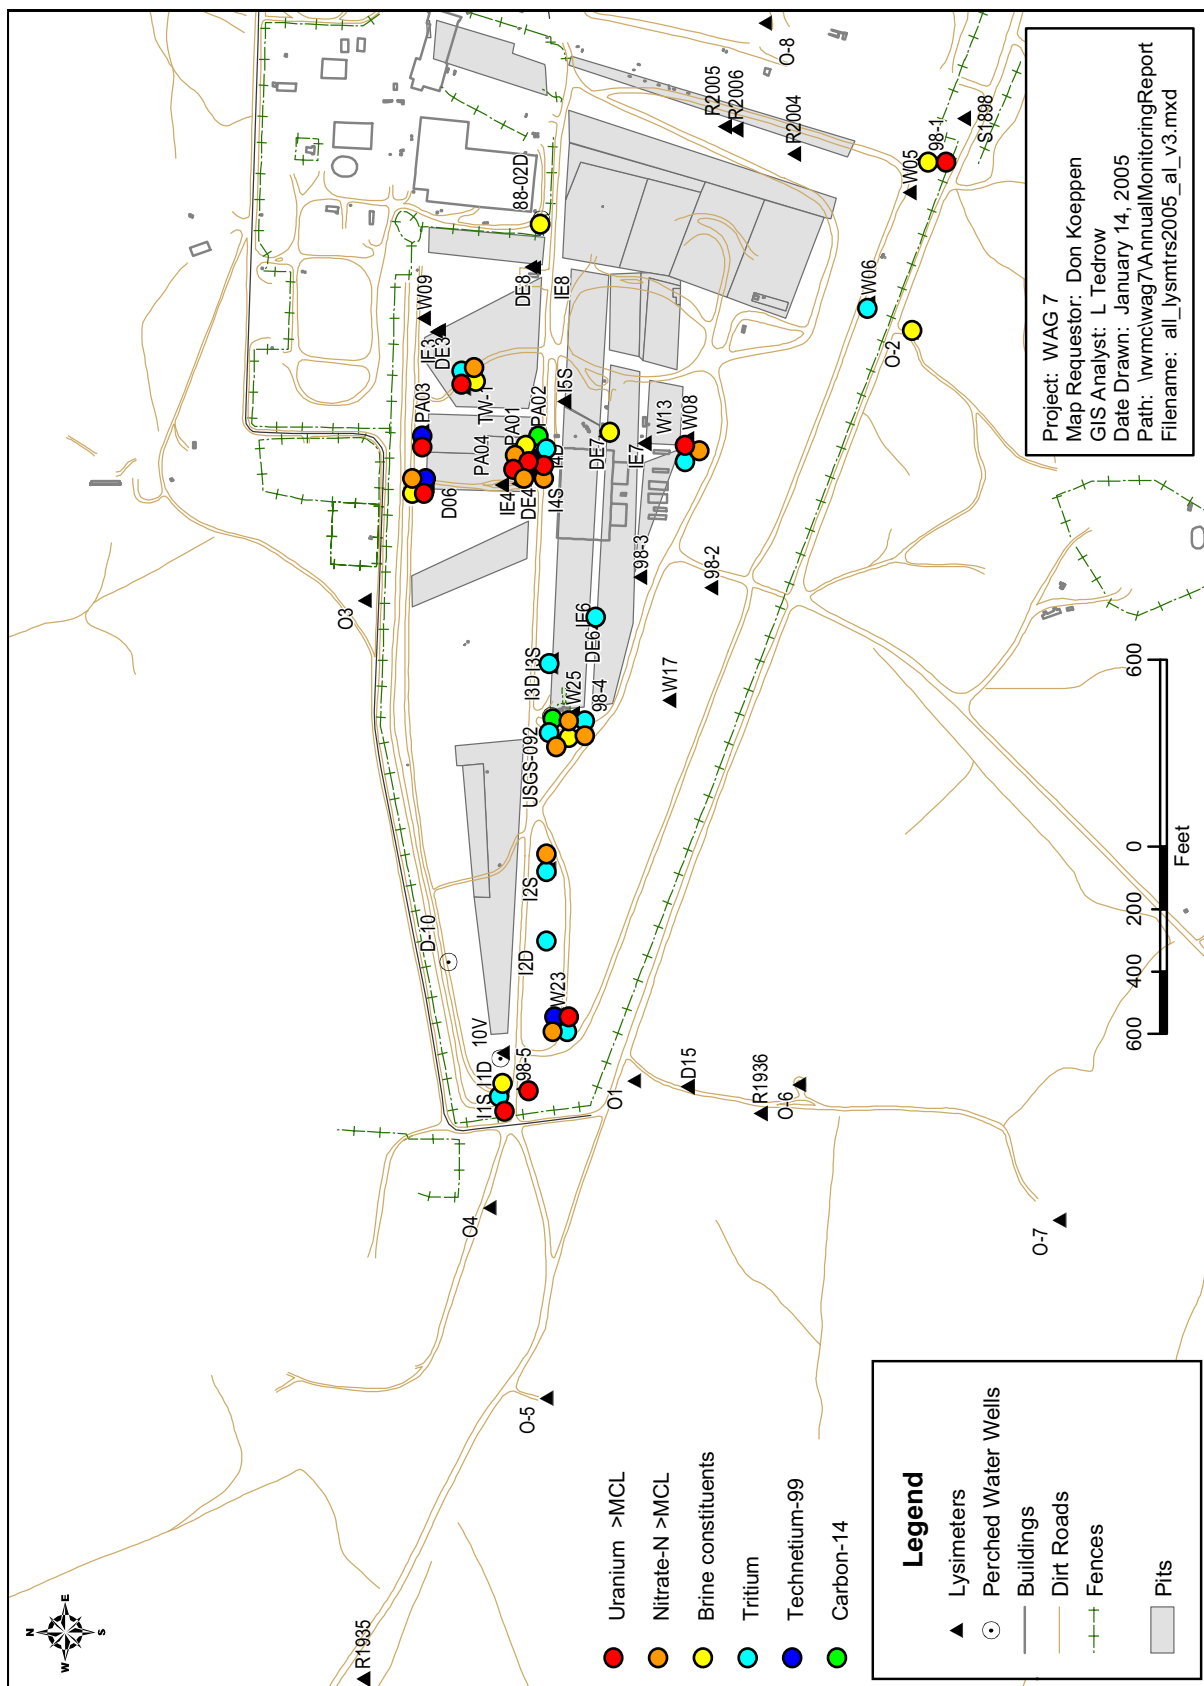 N
W
E
S
R1935
O-5
O4
O-7
O-6
R1936
D15
O1
I1S
I1D
98-5
10V
D-10
W23
I2D
I2S
USGS-092
W25
98-4
I3D
I3S
W17
DE6
IE6
98-3
98-2
O3
D06
PA03
PA04
PA01
PA02
IE4
DE4
I4S
I4D
TW-1
IE3
DE3
W09
I5S
DE7
IE7
W13
W08
DE8
IE8
88-02D
O-2
W06
W05
98-1
S1898
R2004
R2005
R2006
O-8
Uranium >MCL
Nitrate-N >MCL
Brine constituents
Tritium
Technetium-99
Carbon-14
Legend
Lysimeters
Perched Water Wells
Buildings
Dirt Roads
Fences
Pits
600 400 200 0 600
Feet
Project: WAG 7
Map Requestor: Don Koeppen
GIS Analyst: L Tedrow
Date Drawn: January 14, 2005
Path: \\wmc\wag7\AnnualMonitoringReport
Filename: all_lysmtrs2005_al_v3.mxd